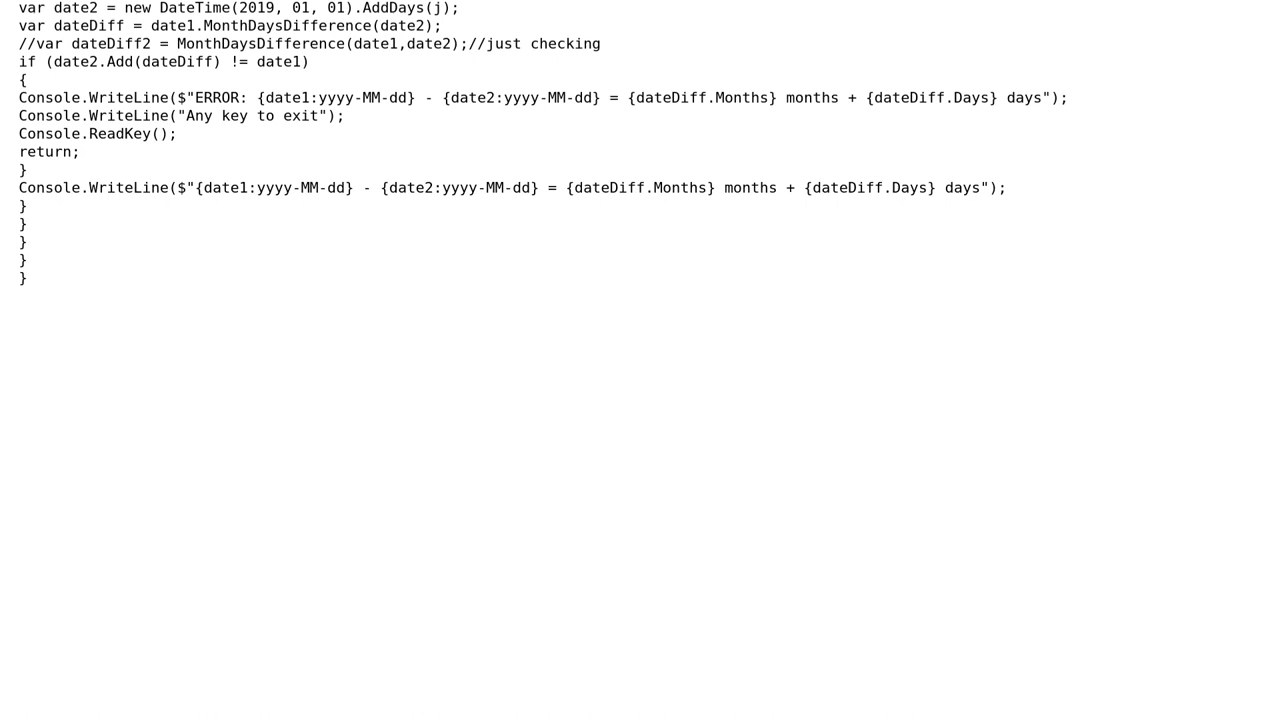 var date2 = new DateTime(2019, 01, 01).AddDays(j);
var dateDiff = date1.MonthDaysDifference(date2);
//var dateDiff2 = MonthDaysDifference(date1,date2);//just checking
if (date2.Add(dateDiff) != date1)
{
Console.WriteLine($"ERROR: {date1:yyyy-MM-dd} - {date2:yyyy-MM-dd} = {dateDiff.Months} months + {dateDiff.Days} days");
Console.WriteLine("Any key to exit");
Console.ReadKey();
return;
}
Console.WriteLine($"{date1:yyyy-MM-dd} - {date2:yyyy-MM-dd} = {dateDiff.Months} months + {dateDiff.Days} days");
}
}
}
}
}